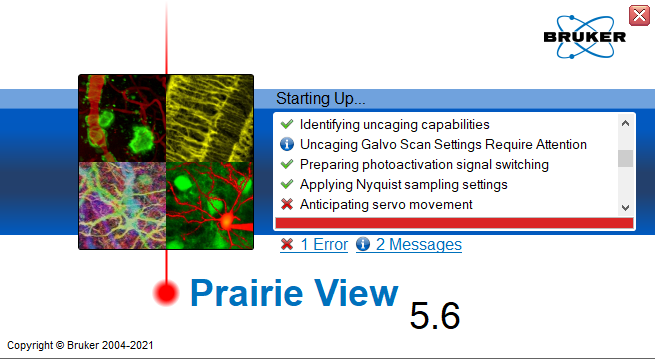 BRUKER
Starting Up...
Identifying uncaging capabilities
Uncaging Galvo Scan Settings Require Attention
Preparing photoactivation signal switching
Applying Nyquist sampling settings
Anticipating servo movement
1 Error 2 Messages
Prairie View 5.6
Copyright © Bruker 2004-2021